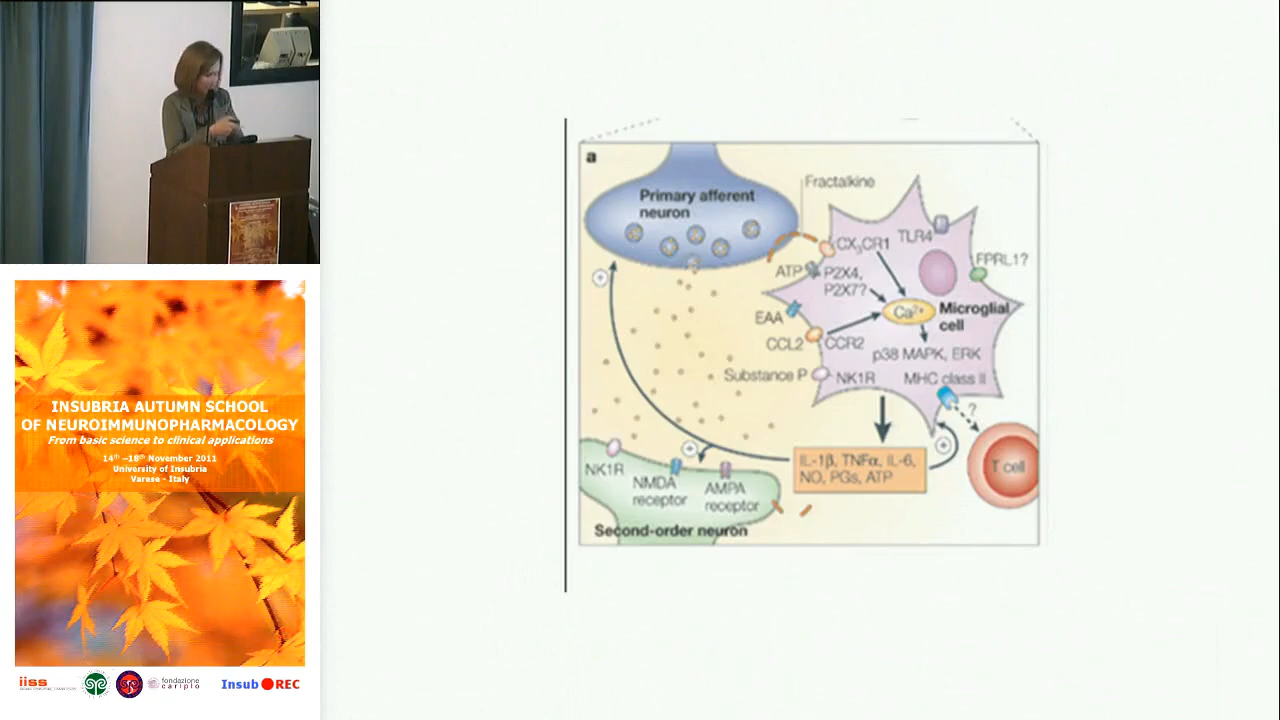 INSUBRIA AUTUMN SCHOOL
OF NEUROIMMUNOPHARMACOLOGY
From basic science to clinical applications
14th –18th November 2011
University of Insubria
Varese - Italy
iiss
fondazione
cariplo
Insub REC
a
Primary afferent
neuron
Fractalkine
CX3CR1
TLR4
FPRL1?
ATP
P2X4,
P2X7?
EAA
Ca2+
Microglial
cell
CCL2
CCR2
p38 MAPK, ERK
Substance P
NK1R
MHC class II
?
T cell
IL-1β, TNFα, IL-6,
NO, PGs, ATP
NK1R
NMDA
receptor
AMPA
receptor
Second-order neuron